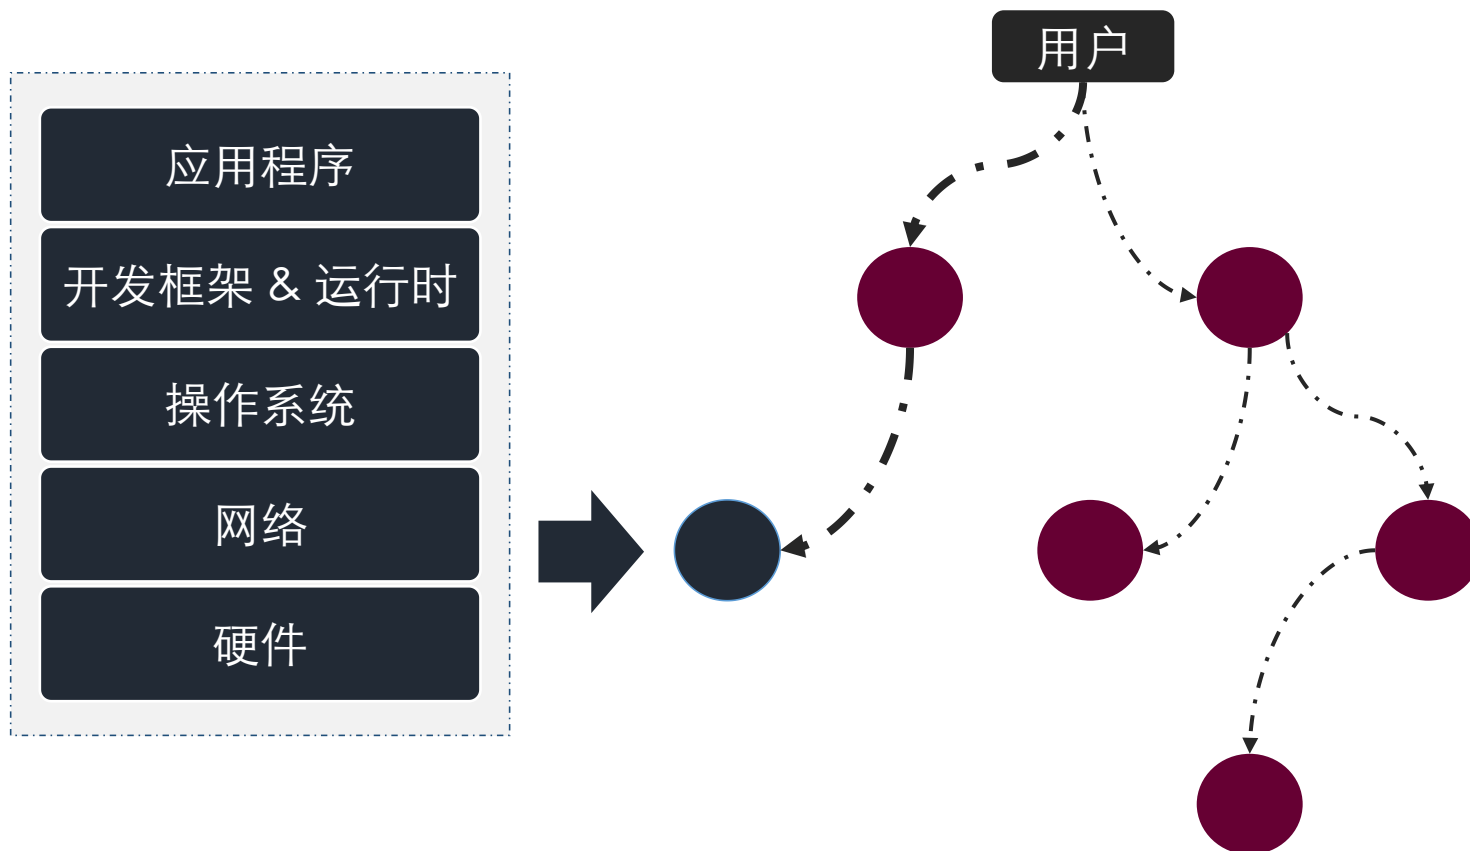 用户
应用程序
开发框架 & 运行时
操作系统
网络
硬件